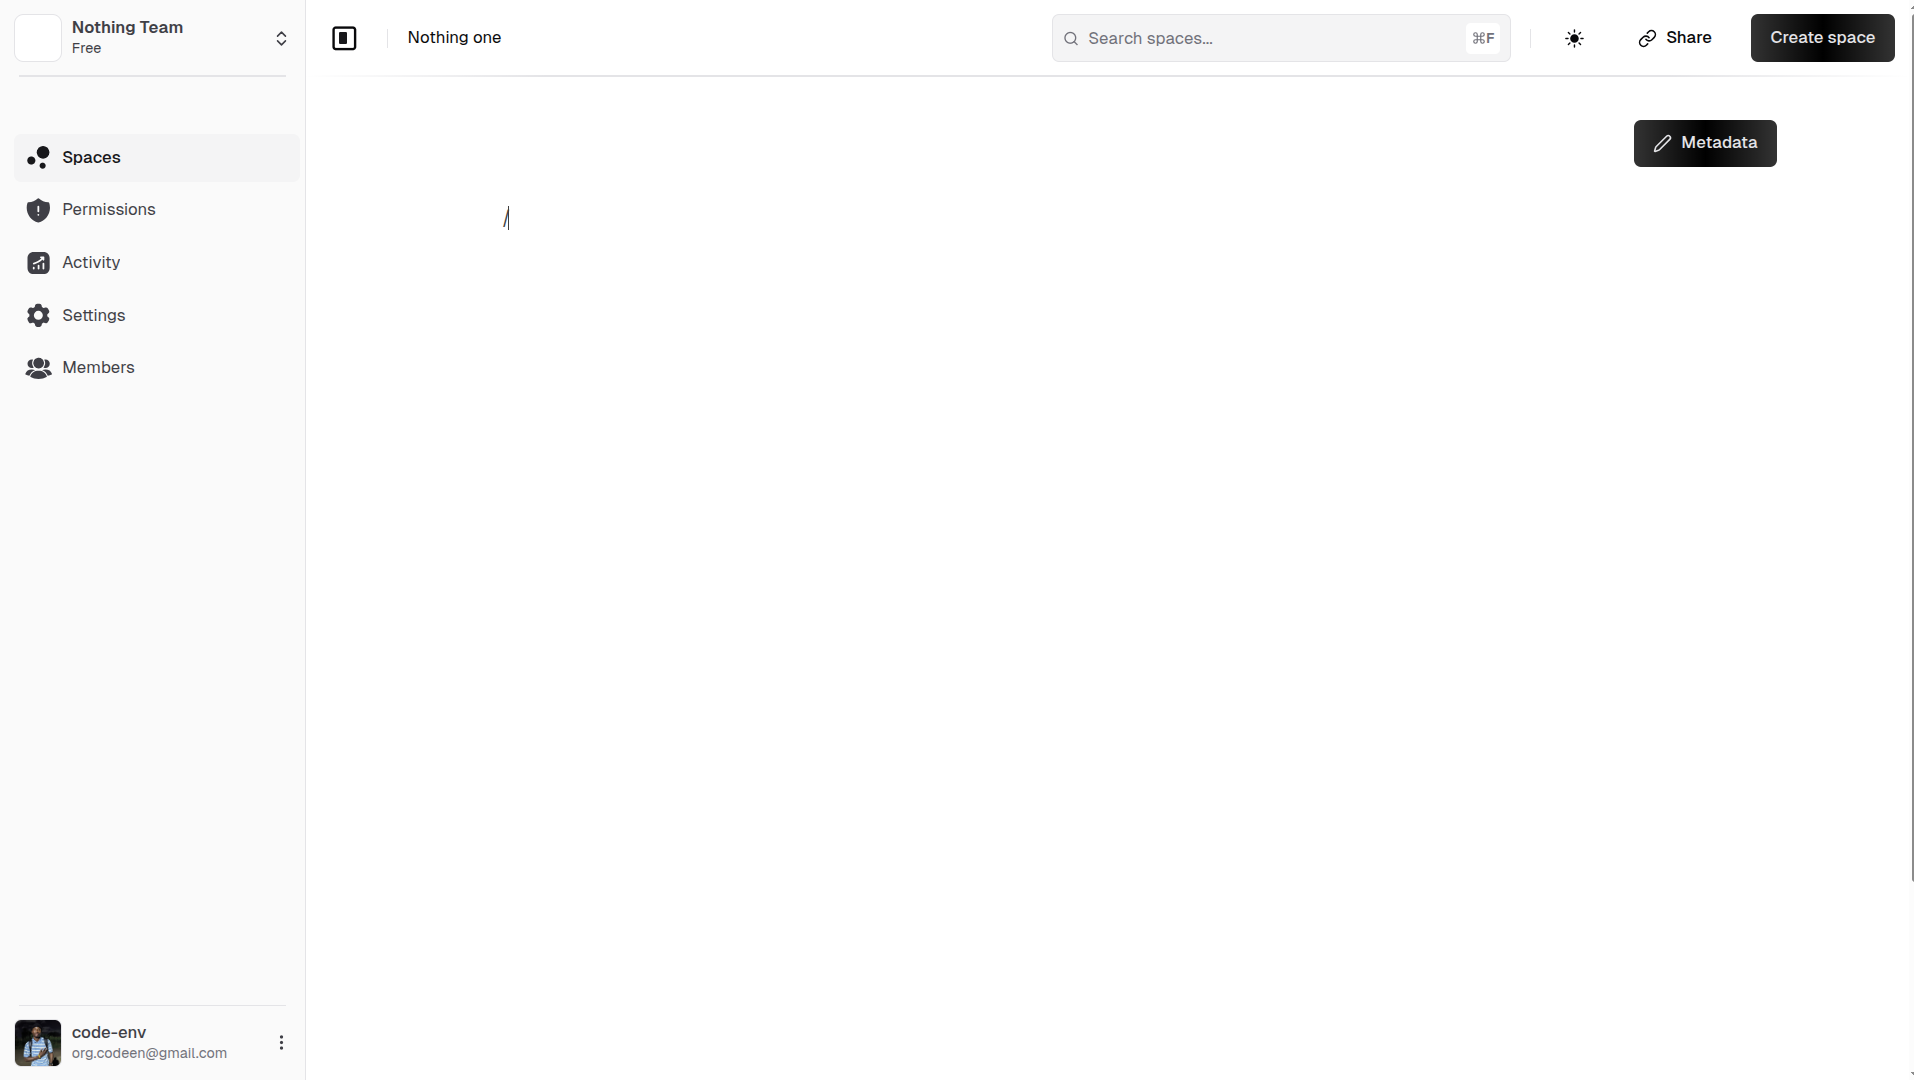 Nothing Team
Free
Nothing one
Search spaces...
⌘F
Share
Create space
Metadata
Spaces
Permissions
Activity
Settings
Members
/
code-env
org.codeen@gmail.com